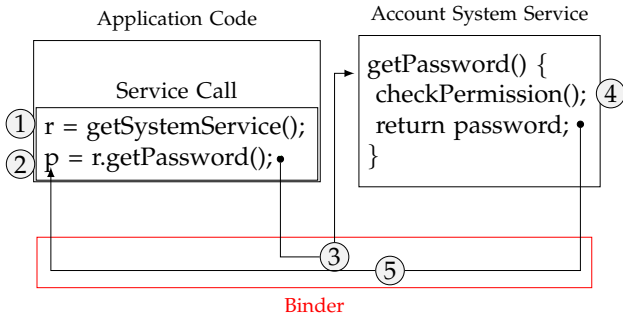 Application Code
Account System Service
Service Call
1 r = getSystemService();
2 p = r.getPassword();
getPassword() {
checkPermission(); 4
return password;
}
3
5
Binder